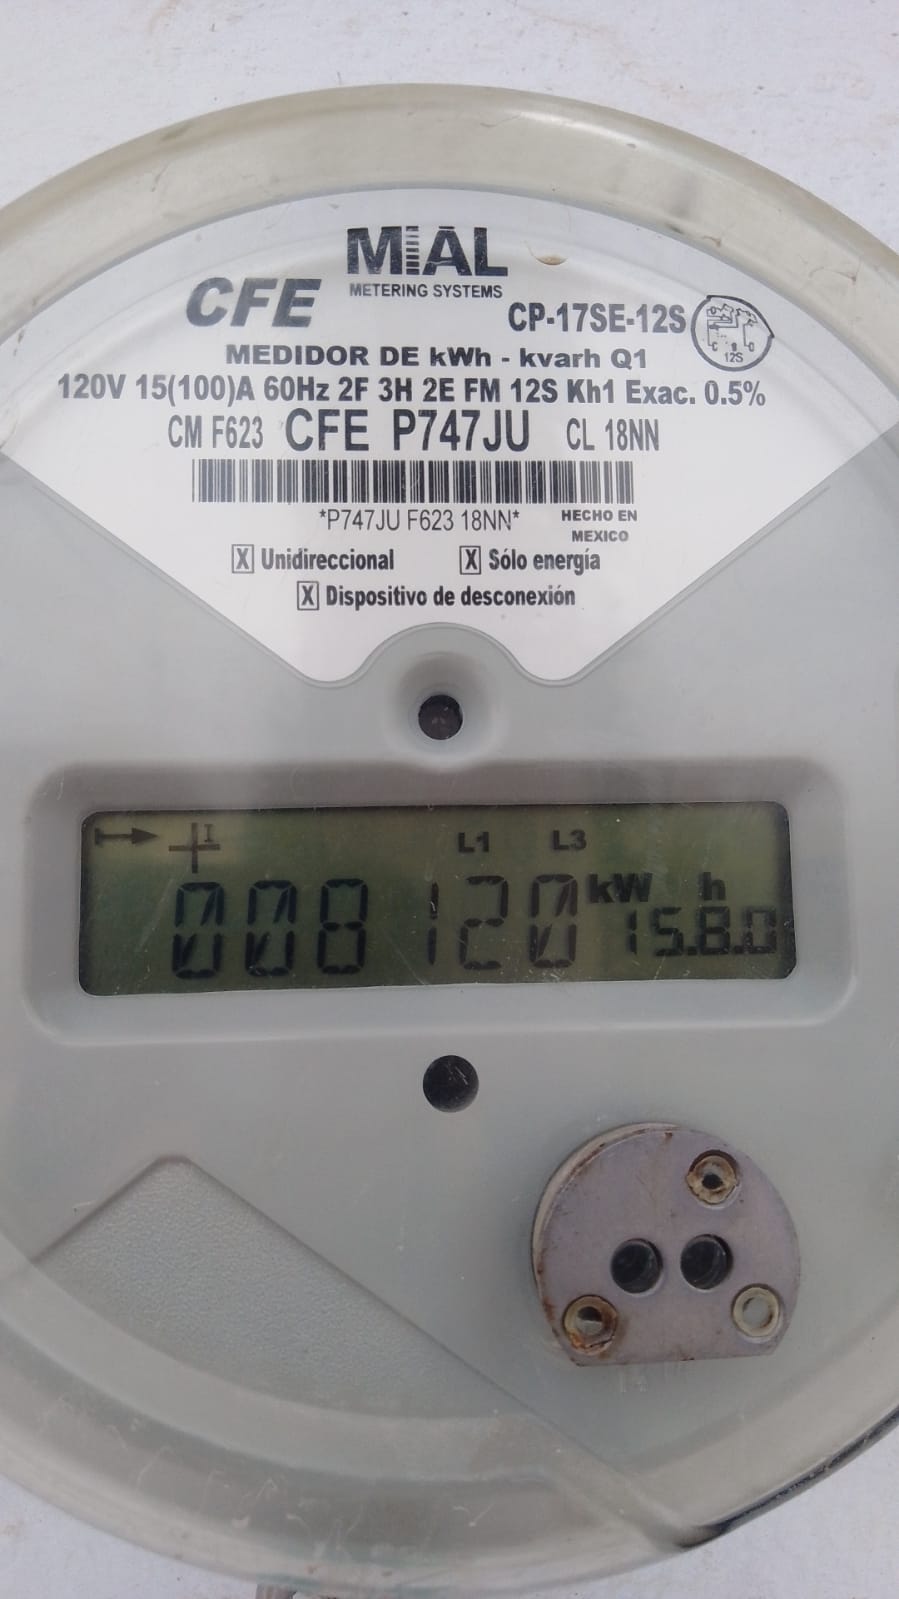 MIAL
METERING SYSTEMS
CFE
CP-17SE-12S
12S
MEDIDOR DE kWh - kvarh Q1
120V 15(100)A 60Hz 2F 3H 2E FM 12S Kh1 Exac. 0.5%
CM F623 CFE P747JU CL 18NN
*P747JU F623 18NN*
HECHO EN
MEXICO
X Unidireccional X Sólo energía
X Dispositivo de desconexión
I L1 L3
008120 kW h 15.8.0